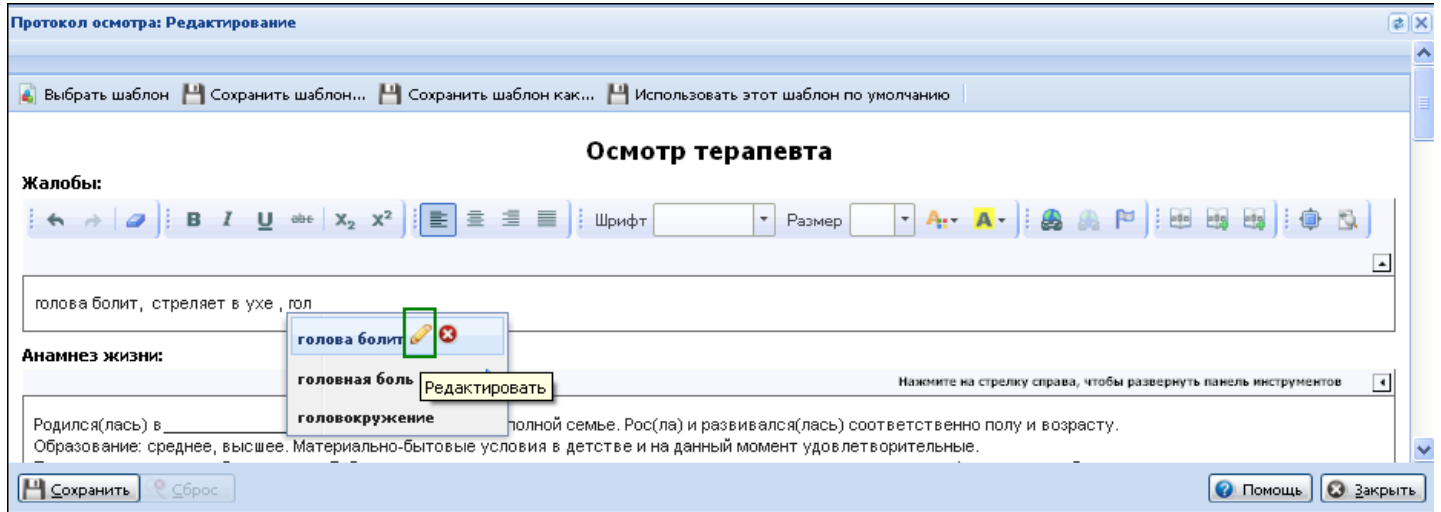 Протокол осмотра: Редактирование
Выбрать шаблон Сохранить шаблон... Сохранить шаблон как... Использовать этот шаблон по умолчанию
Осмотр терапевта
Жалобы:
B I U abc X₂ X² Шрифт Размер A A
голова болит, стреляет в ухе , гол
голова болит
Анамнез жизни:
головная боль
Редактировать
Нажмите на стрелку справа, чтобы развернуть панель инструментов
головокружение
Родился(лась) в полной семье. Рос(ла) и развивался(лась) соответственно полу и возрасту.
Образование: среднее, высшее. Материально-бытовые условия в детстве и на данный момент удовлетворительные.
Сохранить Сброс Помощь Закрыть